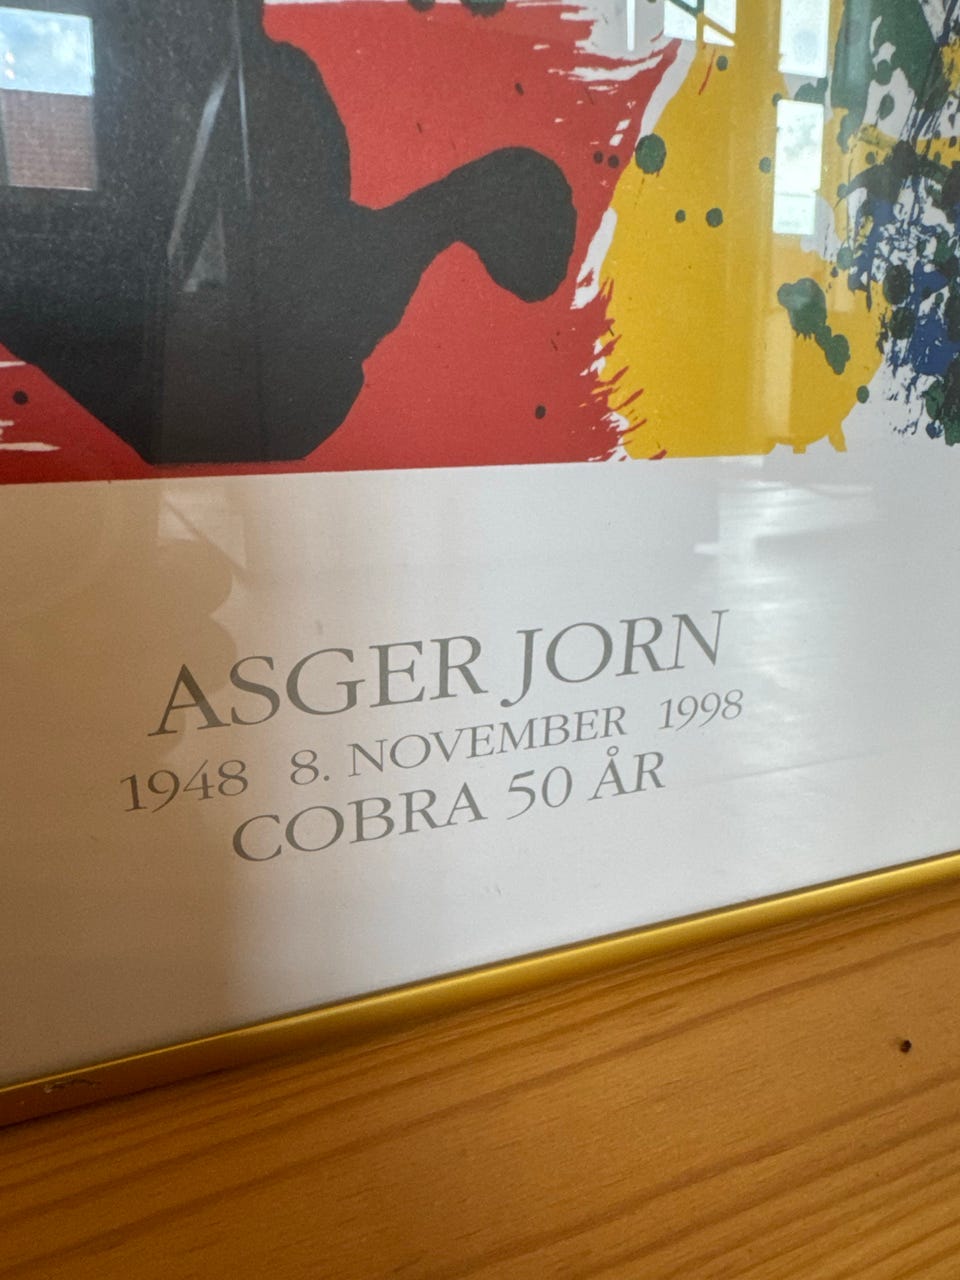 ASGER JORN
1948 8. NOVEMBER 1998
COBRA 50 ÅR